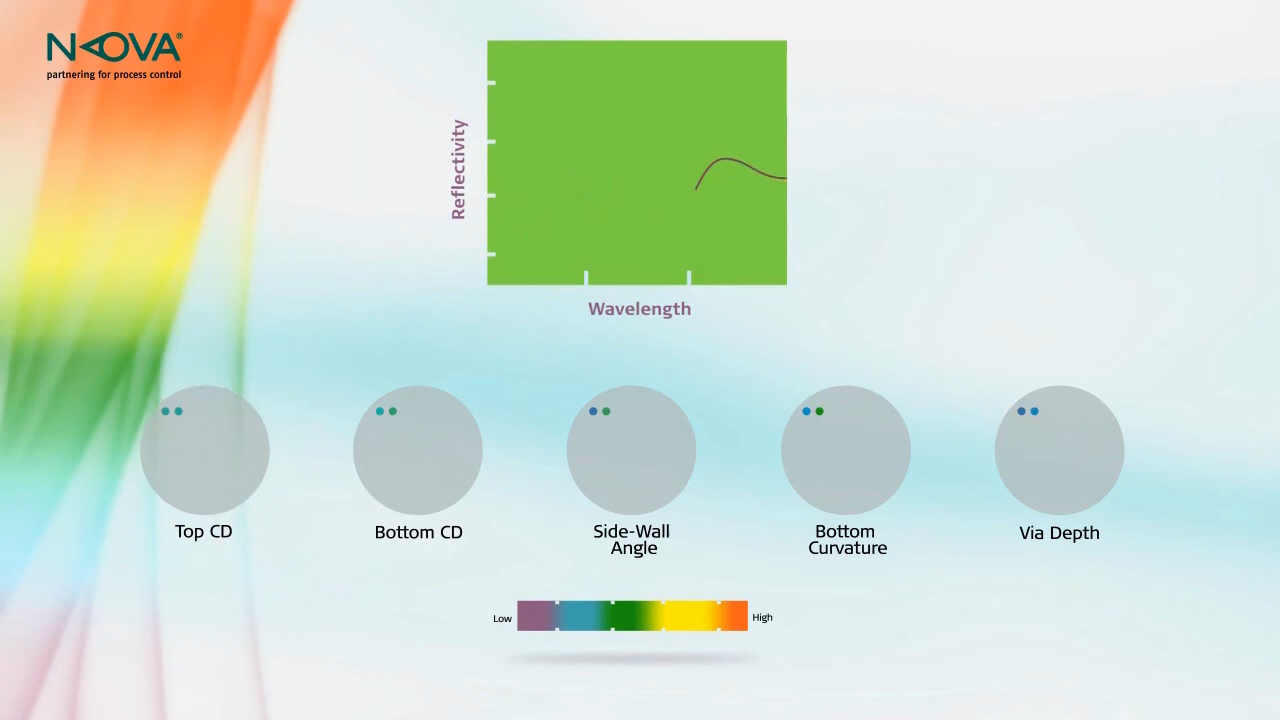 NOVA®
partnering for process control
Reflectivity
Wavelength
Top CD
Bottom CD
Side-Wall
Angle
Bottom
Curvature
Via Depth
Low
High